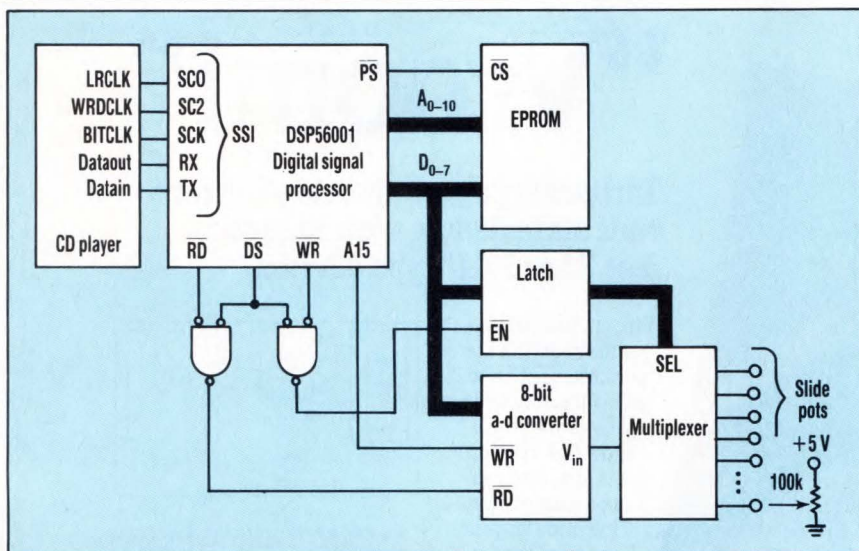 LRCLK
WRDCLK
BITCLK
Dataout
Datain
CD player
SC0
SC2
SCK
RX
TX
SSI
DSP56001
Digital signal
processor
PS
A0–10
D0–7
RD
DS
WR
A15
CS
EPROM
Latch
EN
8-bit
a-d converter
WR
Vin
RD
SEL
Multiplexer
Slide
pots
+5 V
100k